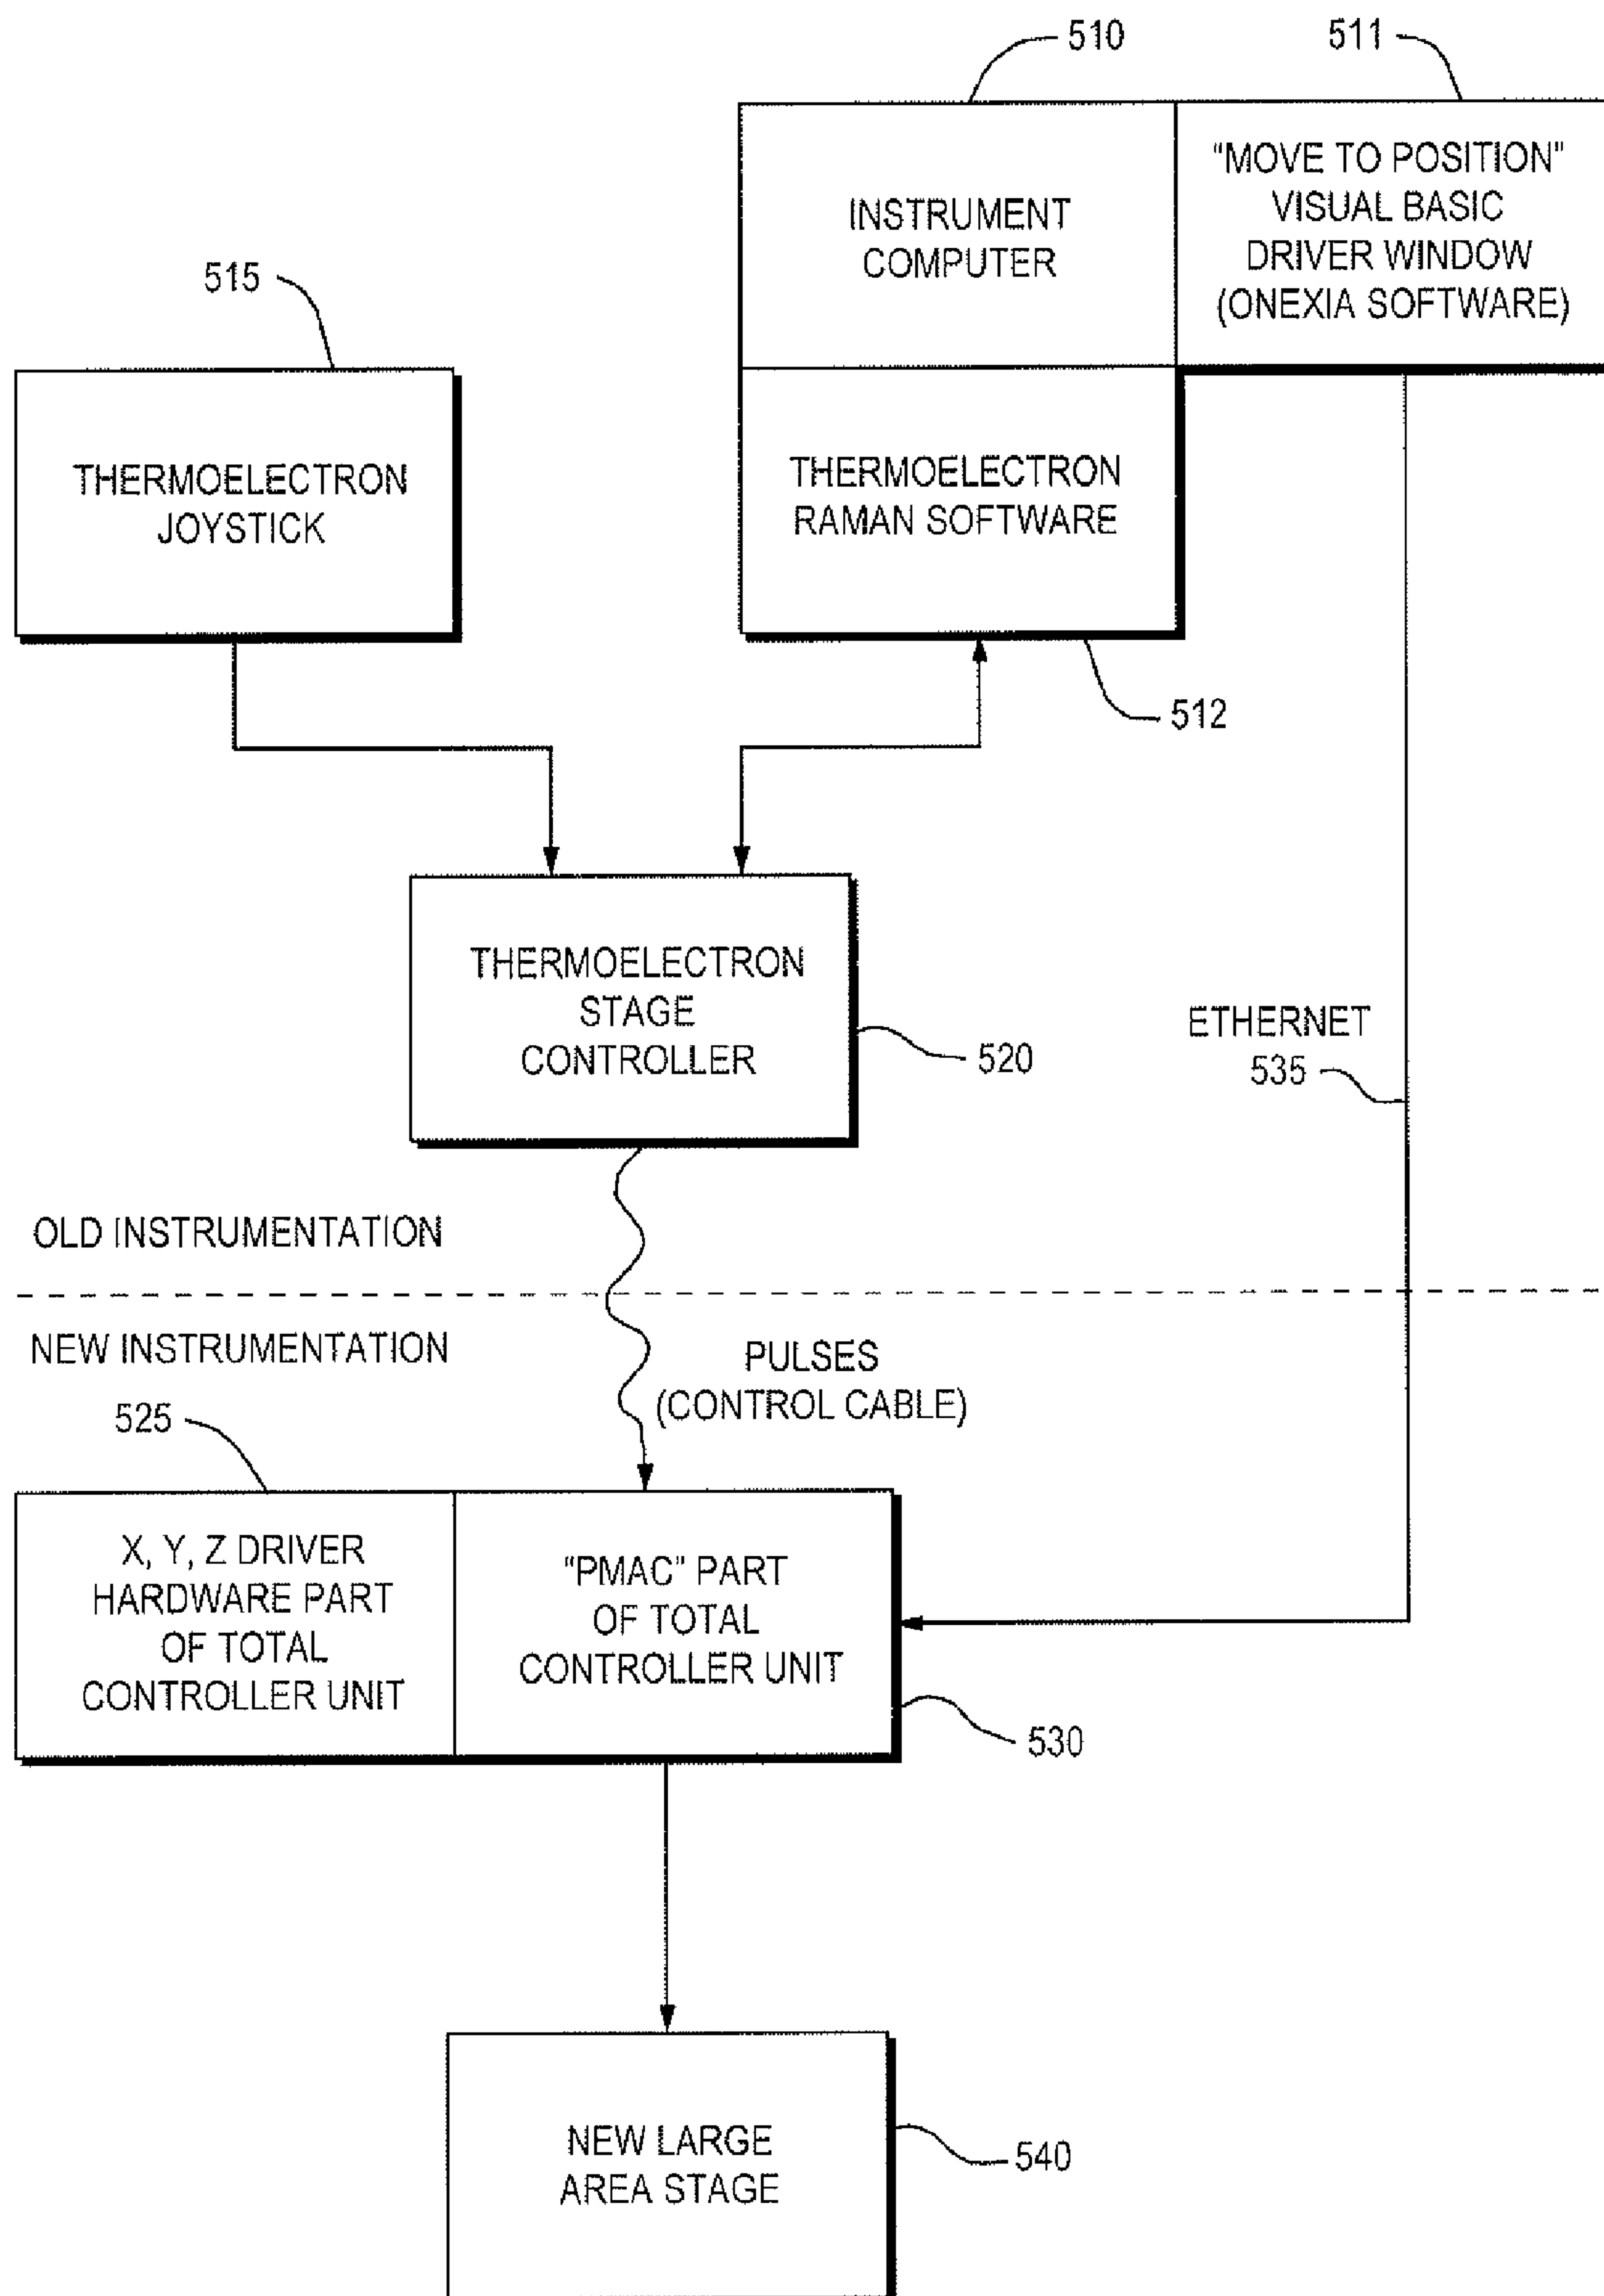 510
511
INSTRUMENT
COMPUTER
"MOVE TO POSITION"
VISUAL BASIC
DRIVER WINDOW
(ONEXIA SOFTWARE)
515
THERMOELECTRON
JOYSTICK
THERMOELECTRON
RAMAN SOFTWARE
512
THERMOELECTRON
STAGE
CONTROLLER
520
ETHERNET
535
OLD INSTRUMENTATION
NEW INSTRUMENTATION
PULSES
(CONTROL CABLE)
525
X, Y, Z DRIVER
HARDWARE PART
OF TOTAL
CONTROLLER UNIT
"PMAC" PART
OF TOTAL
CONTROLLER UNIT
530
NEW LARGE
AREA STAGE
540